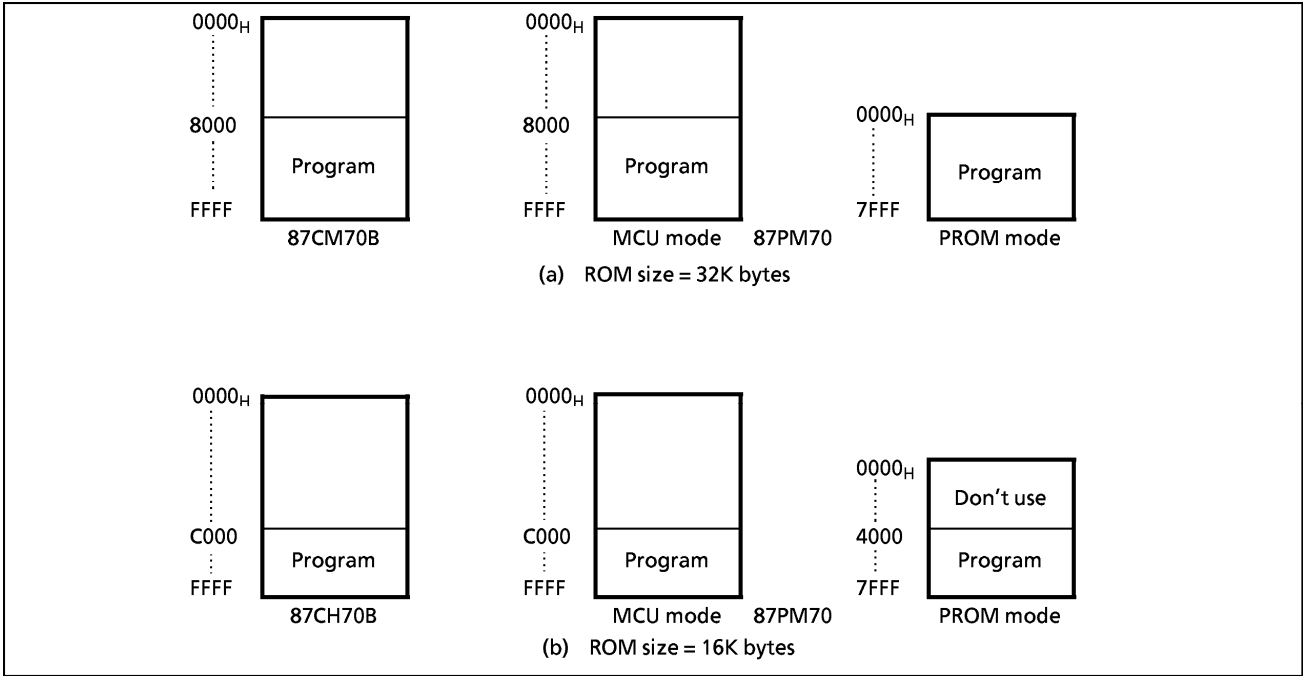 0000H
8000
Program
FFFF
87CM70B
0000H
8000
Program
FFFF
MCU mode
87PM70
0000H
Program
7FFF
PROM mode
(a) ROM size = 32K bytes
0000H
C000
Program
FFFF
87CH70B
0000H
C000
Program
FFFF
MCU mode
87PM70
0000H
Don't use
4000
Program
7FFF
PROM mode
(b) ROM size = 16K bytes